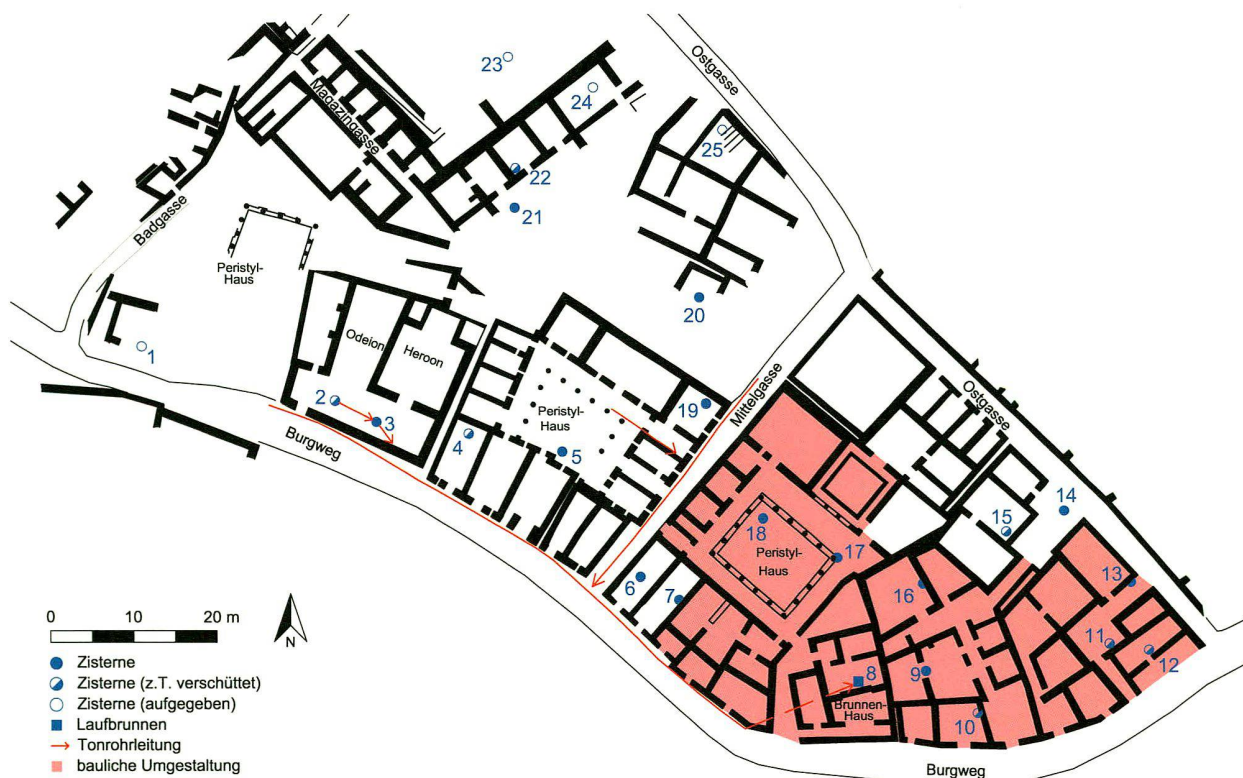 Ostgasse
23
24
Magazingasse
25
22
21
Badgasse
Peristyl-
Haus
20
1
Odeion
Heroon
Mittelgasse
Ostgasse
2
3
19
Peristyl-
Haus
4
5
Burgweg
14
15
18
17
Peristyl-
Haus
6
7
16
13
11
12
8
9
Brunnen-
Haus
10
Burgweg
0
10
20 m
N
Zisterne
Zisterne (z.T. verschüttet)
Zisterne (aufgegeben)
Laufbrunnen
Tonrohrleitung
bauliche Umgestaltung